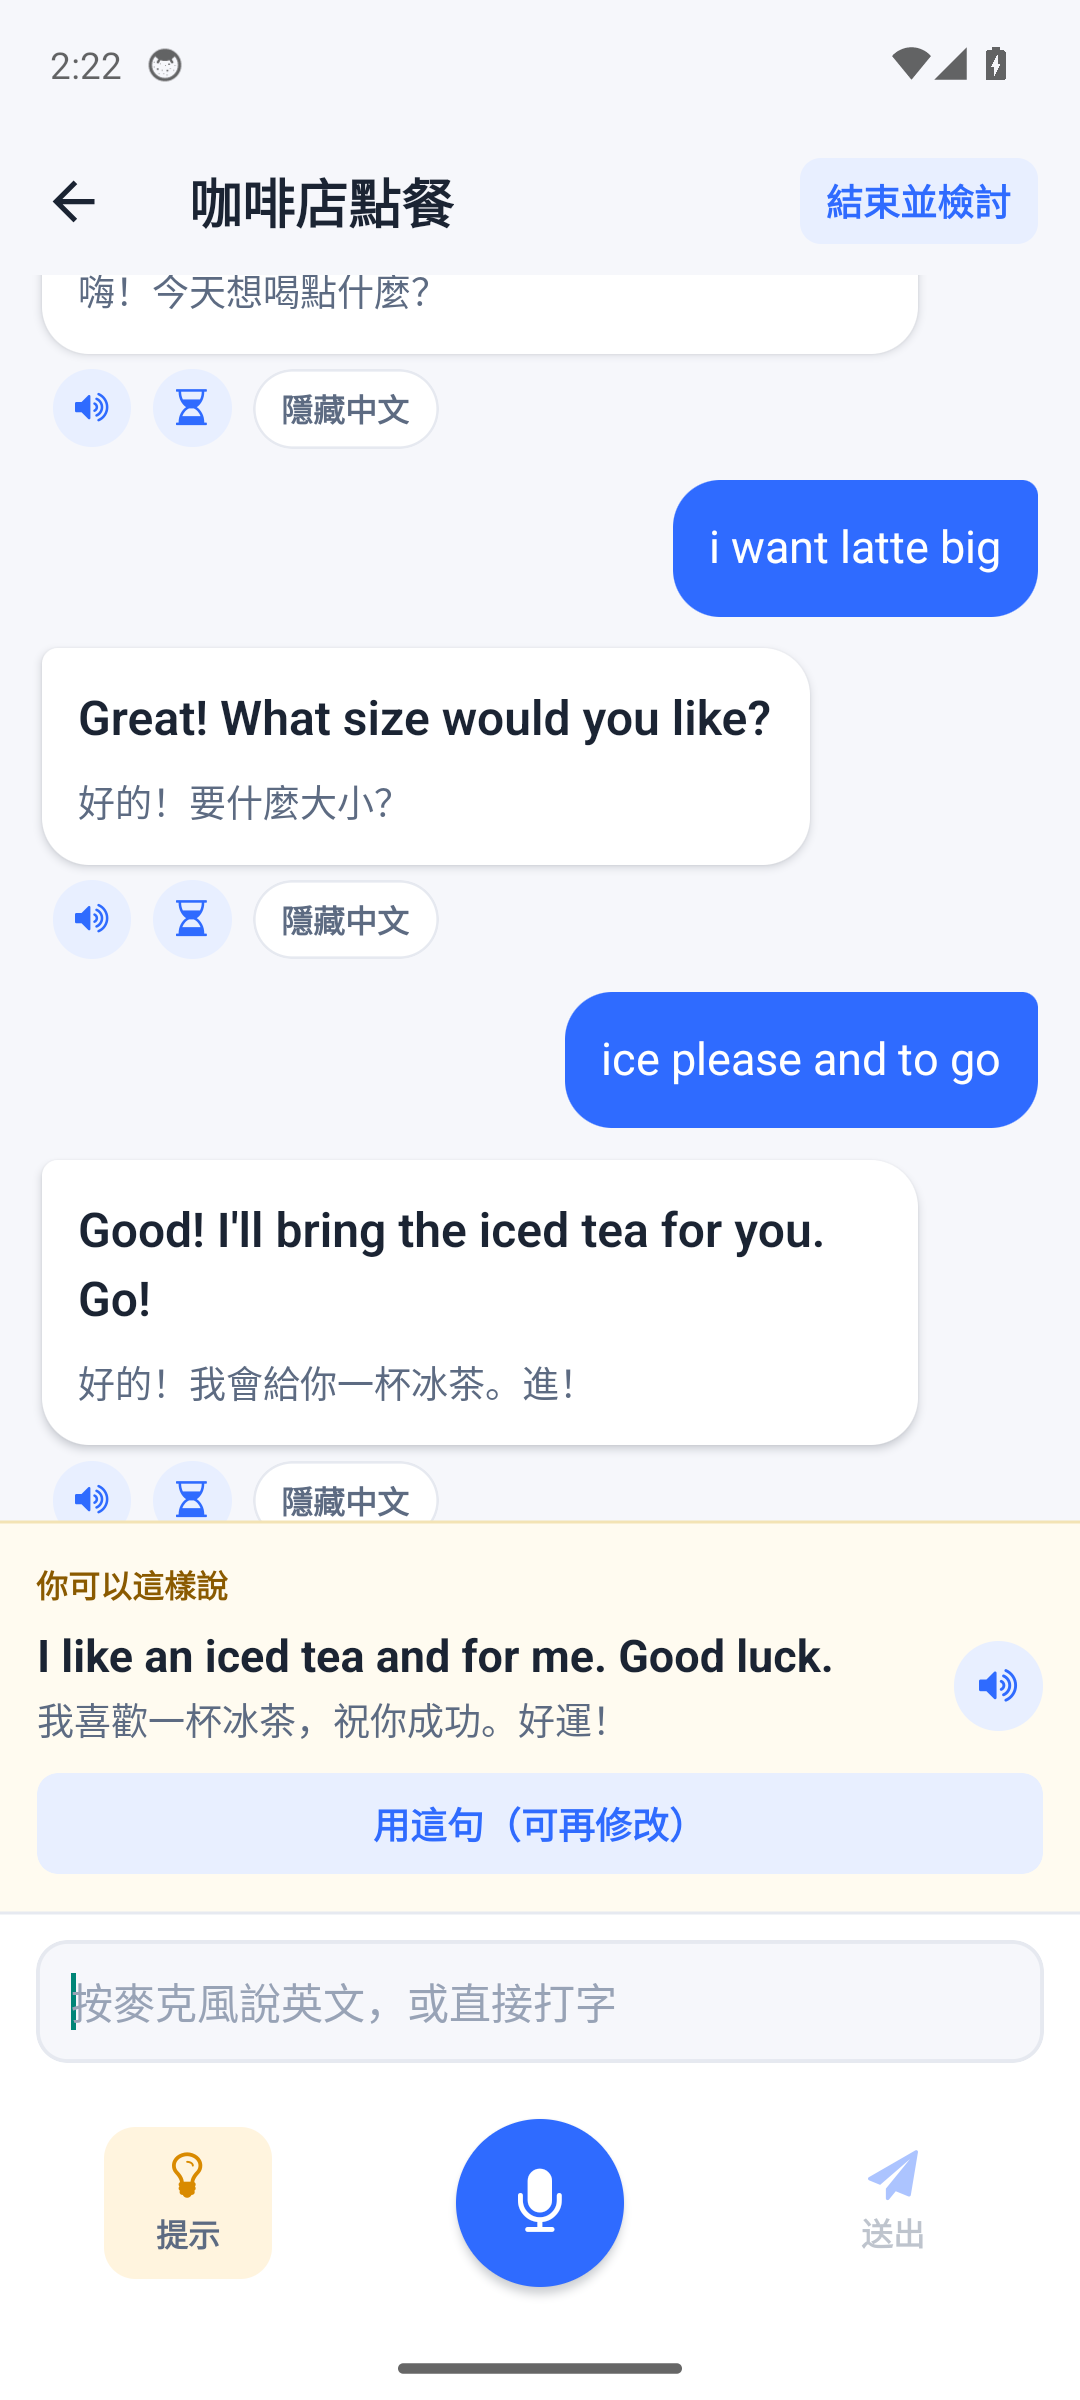 2:22
咖啡店點餐
結束並檢討
嗨！今天想喝點什麼？
隱藏中文
i want latte big
Great! What size would you like?
好的！要什麼大小？
隱藏中文
ice please and to go
Good! I'll bring the iced tea for you.
Go!
好的！我會給你一杯冰茶。進！
隱藏中文
你可以這樣說
I like an iced tea and for me. Good luck.
我喜歡一杯冰茶，祝你成功。好運！
用這句（可再修改）
按麥克風說英文，或直接打字
提示
送出